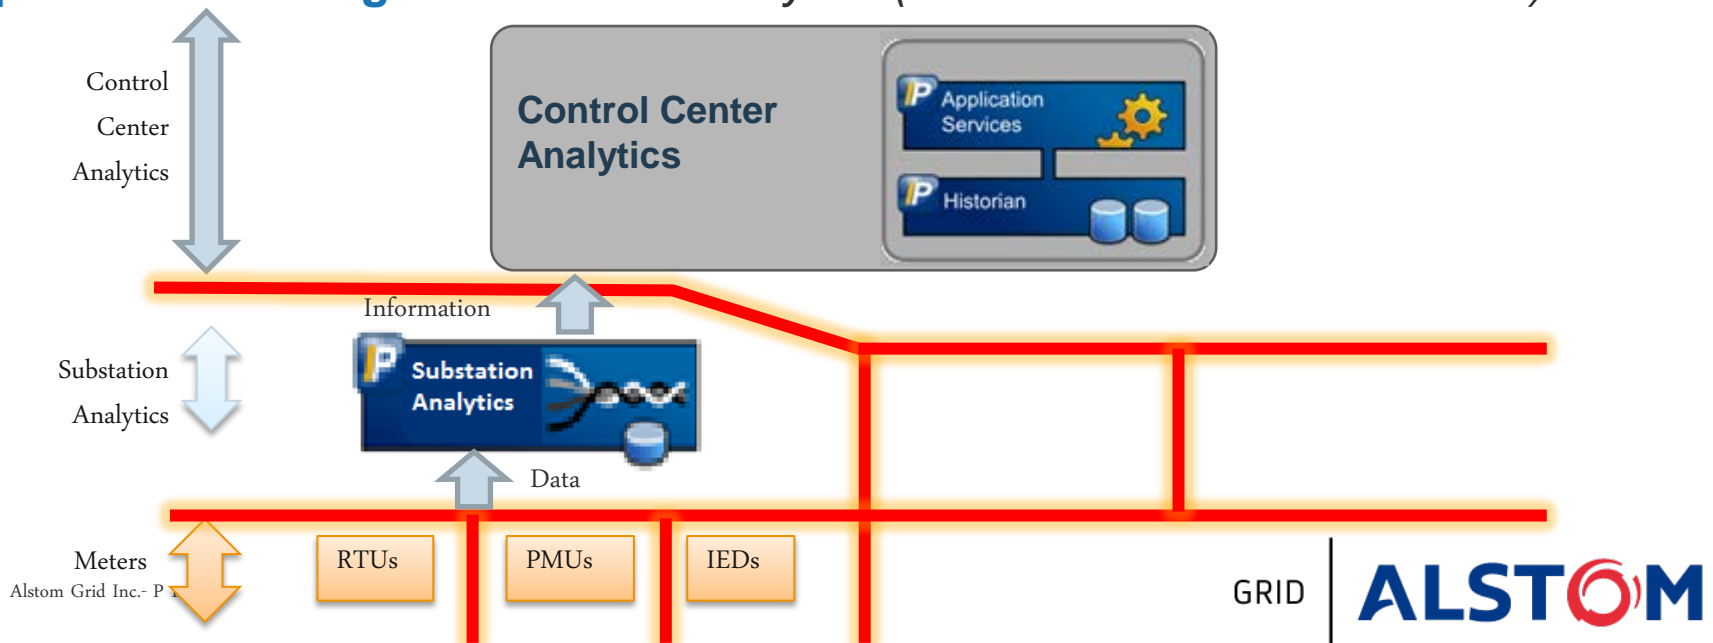 Control
Center
Analytics
Control Center
Analytics
Application
Services
Historian
Information
Substation
Analytics
Substation
Analytics
Data
Meters
RTUs
PMUs
IEDs
Alstom Grid Inc.- P
GRID
ALSTOM